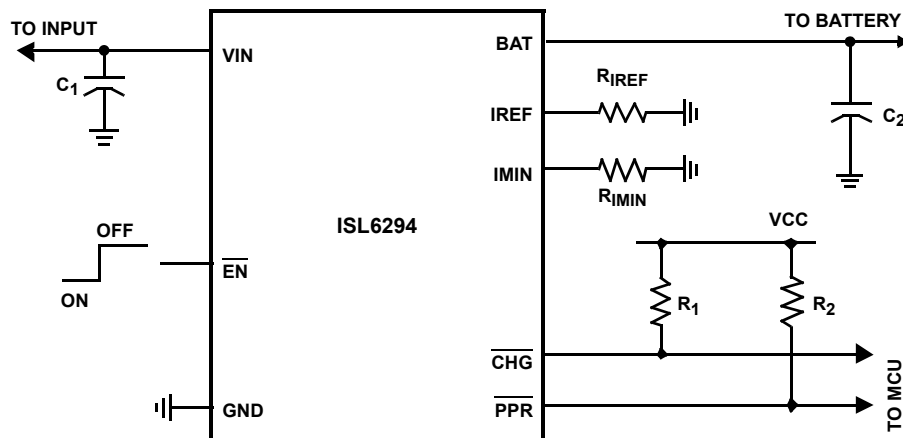 TO INPUT
TO BATTERY
VIN
BAT
C1
RIREF
IREF
C2
IMIN
RIMIN
ISL6294
VCC
OFF
EN
ON
R1
R2
CHG
GND
PPR
TO MCU